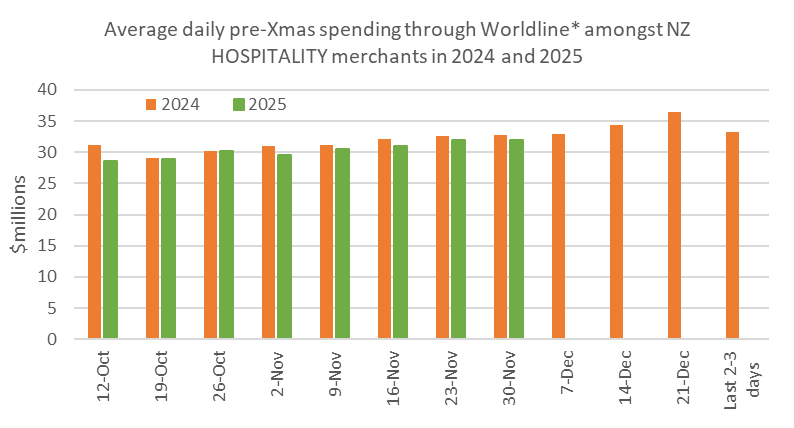 Average daily pre-Xmas spending through Worldline* amongst NZ
HOSPITALITY merchants in 2024 and 2025
2024
2025
$millions
40
35
30
25
20
15
10
5
0
12-Oct
19-Oct
26-Oct
2-Nov
9-Nov
16-Nov
23-Nov
30-Nov
7-Dec
14-Dec
21-Dec
Last 2-3
days